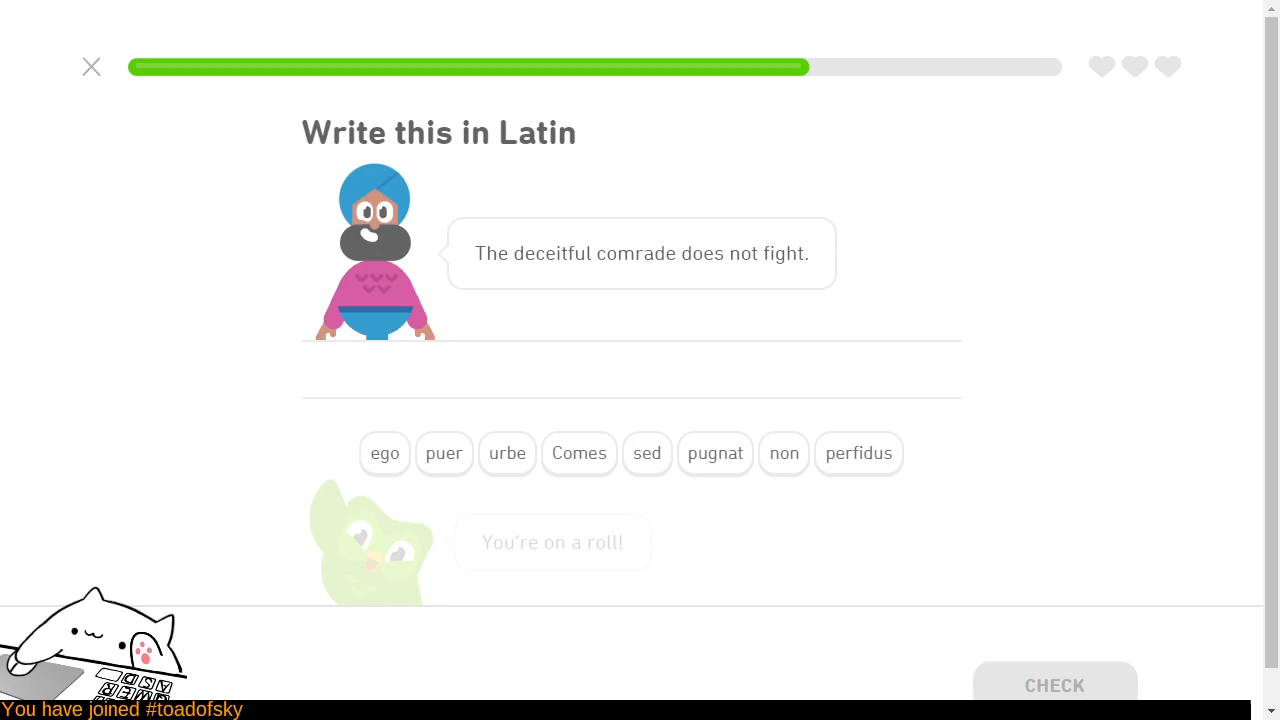 Write this in Latin
The deceitful comrade does not fight.
ego puer urbe Comes sed pugnat non perfidus
You're on a roll!
CHECK
You have joined #toadofsky